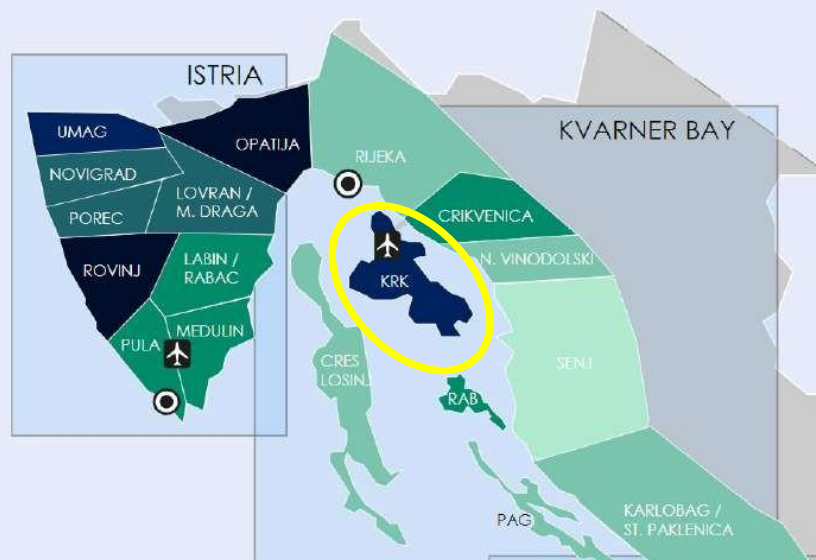 ISTRIA
UMAG
OPATIJA
KVARNER BAY
RIJEKA
NOVIGRAD
LOVRAN /
M. DRAGA
POREC
CRIKVENICA
ROVINJ
LABIN /
RABAC
N. VINODOLSKI
KRK
PULA
MEDULIN
CRES
LOSINJ
SENJ
RAB
PAG
KARLOBAG /
ST. PAKLENICA